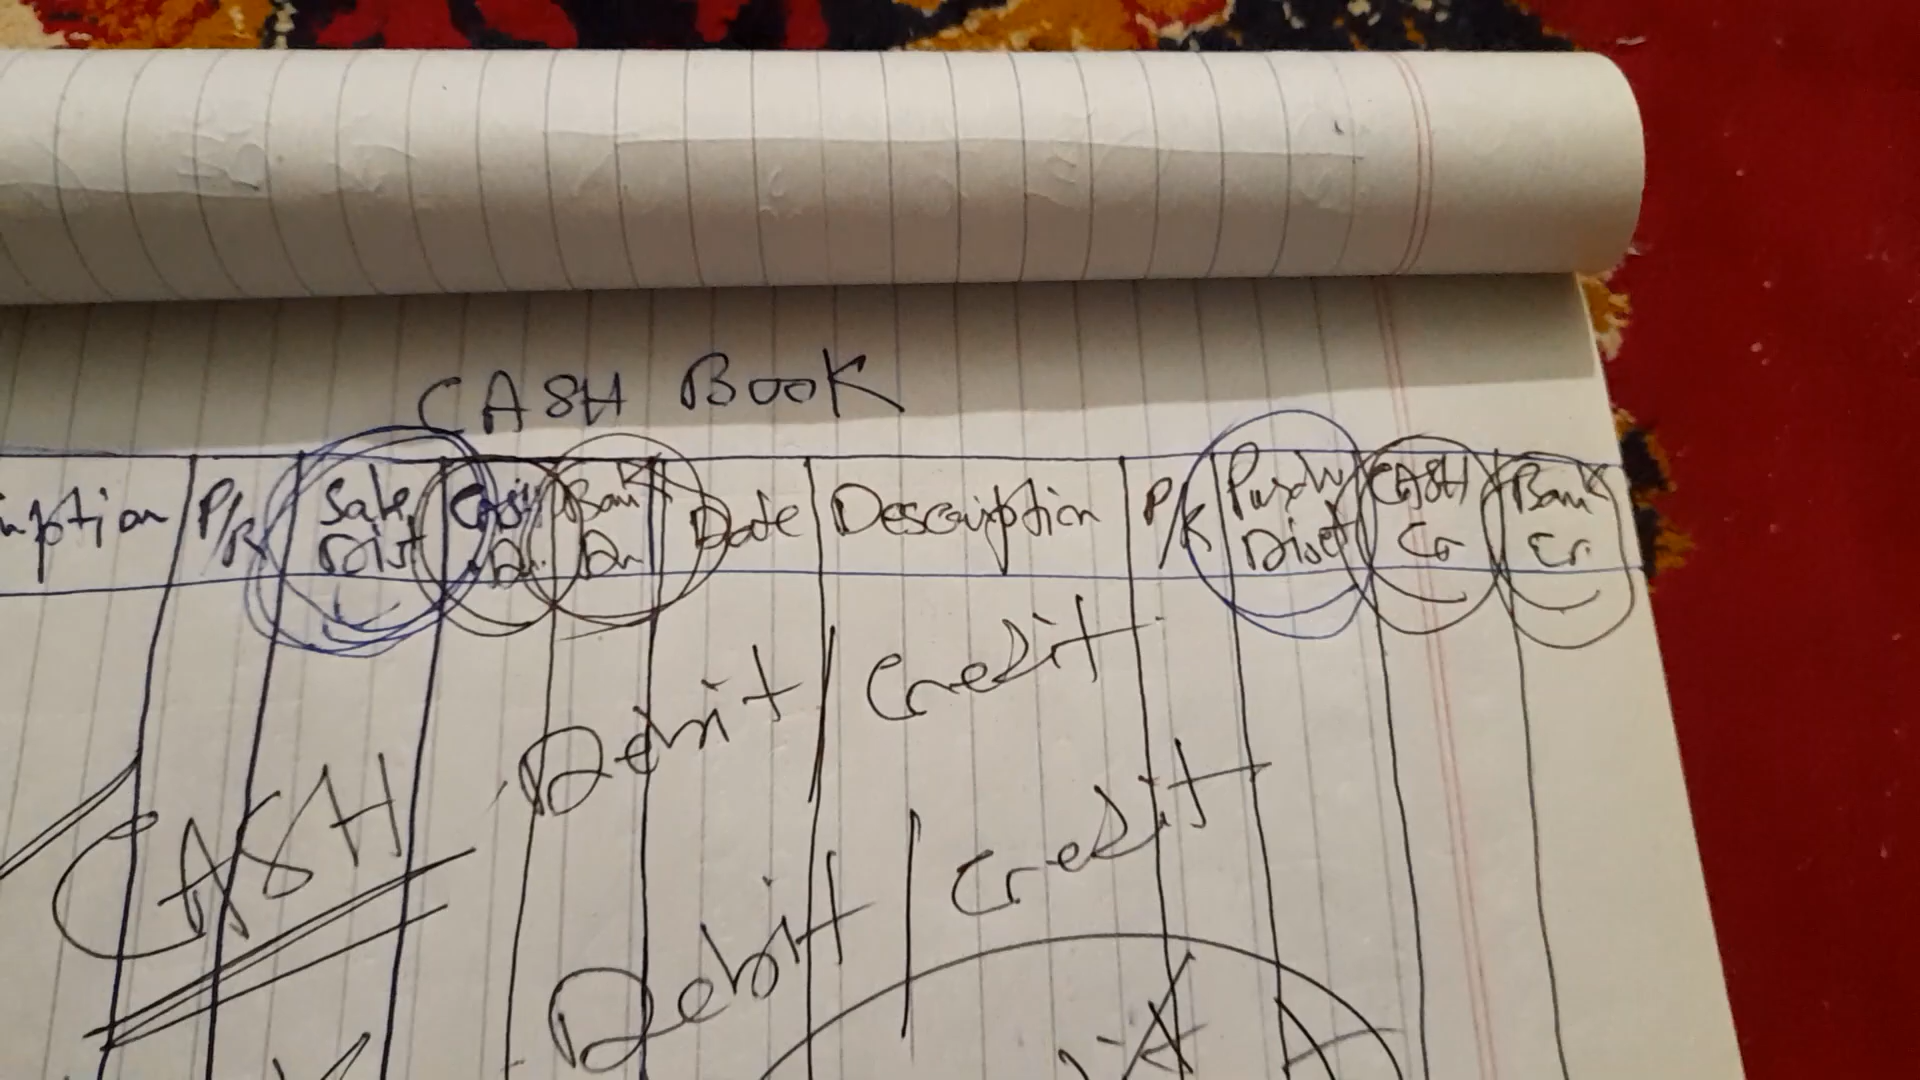 CASH BOOK
P/R Sale Dist Cash Dr Bank Dr Date Description P/R Purch Disct CASH Cr Bank Cr
Debit / Credit
CASH
Debit / Credit